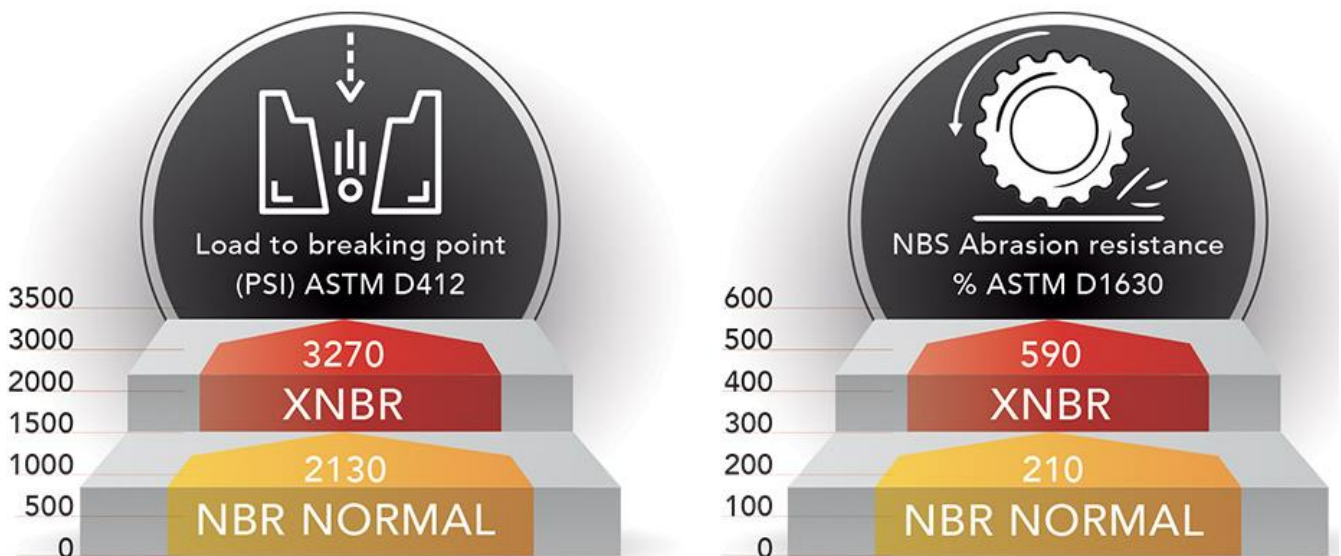 Load to breaking point
(PSI) ASTM D412
3500
3000
2000
1500
1000
500
0
3270
XNBR
2130
NBR NORMAL
NBS Abrasion resistance
% ASTM D1630
600
500
400
300
200
100
0
590
XNBR
210
NBR NORMAL